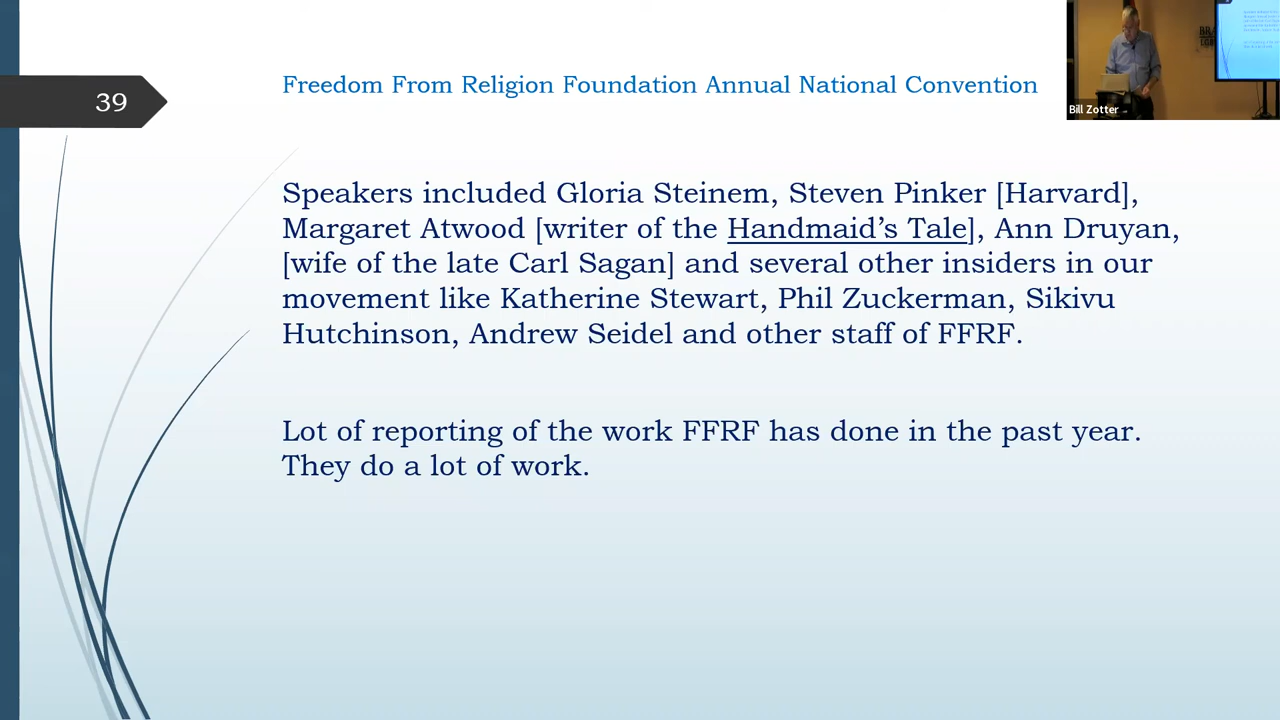 39
Freedom From Religion Foundation Annual National Convention
Bill Zotter
Speakers included Gloria Steinem, Steven Pinker [Harvard],
Margaret Atwood [writer of the Handmaid’s Tale], Ann Druyan,
[wife of the late Carl Sagan] and several other insiders in our
movement like Katherine Stewart, Phil Zuckerman, Sikivu
Hutchinson, Andrew Seidel and other staff of FFRF.
Lot of reporting of the work FFRF has done in the past year.
They do a lot of work.